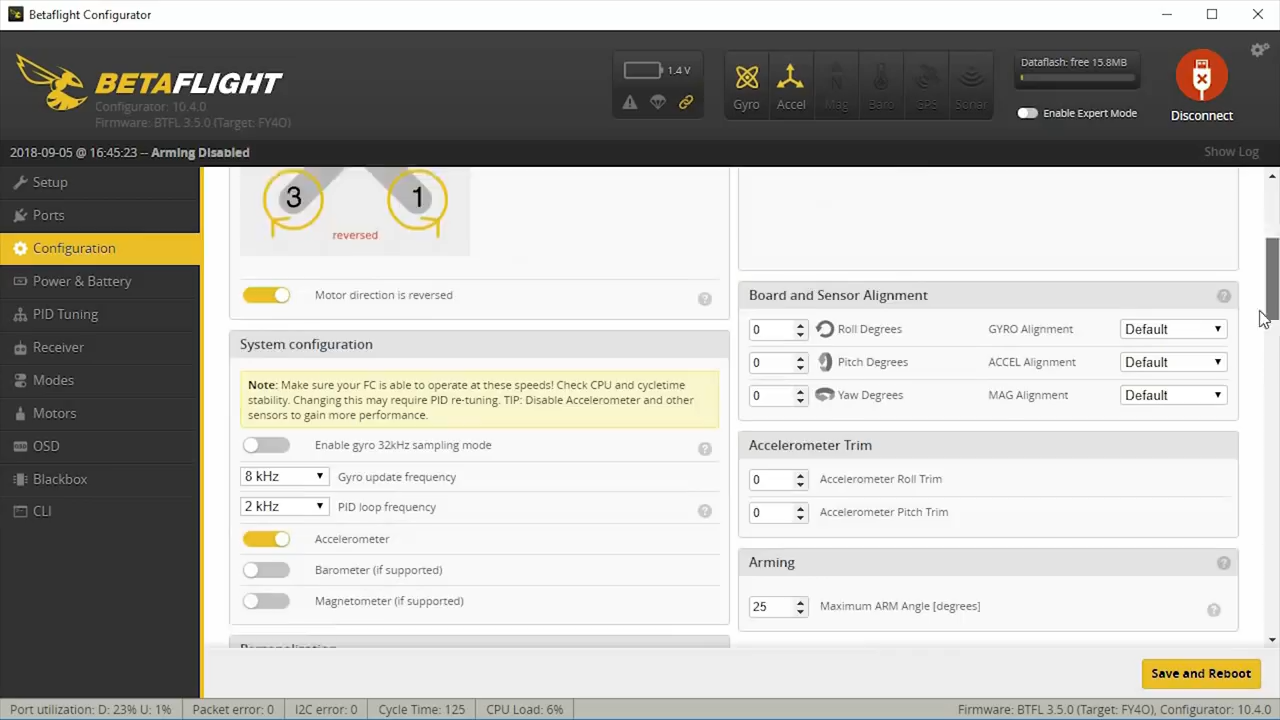 Betaflight Configurator
BETAFLIGHT
Configurator: 10.4.0
Firmware: BTFL 3.5.0 (Target: FY4O)
1.4 V
Gyro
Accel
Mag
Baro
GPS
Sonar
Dataflash: free 15.8MB
Enable Expert Mode
Disconnect
2018-09-05 @ 16:45:23 -- Arming Disabled
Show Log
Setup
Ports
Configuration
Power & Battery
PID Tuning
Receiver
Modes
Motors
OSD
Blackbox
CLI
3
1
reversed
Motor direction is reversed
System configuration
Note: Make sure your FC is able to operate at these speeds! Check CPU and cycletime
stability. Changing this may require PID re-tuning. TIP: Disable Accelerometer and other
sensors to gain more performance.
Enable gyro 32kHz sampling mode
8 kHz Gyro update frequency
2 kHz PID loop frequency
Accelerometer
Barometer (if supported)
Magnetometer (if supported)
Personalization
Board and Sensor Alignment
0 Roll Degrees GYRO Alignment Default
0 Pitch Degrees ACCEL Alignment Default
0 Yaw Degrees MAG Alignment Default
Accelerometer Trim
0 Accelerometer Roll Trim
0 Accelerometer Pitch Trim
Arming
25 Maximum ARM Angle [degrees]
Save and Reboot
Port utilization: D: 23% U: 1% Packet error: 0 I2C error: 0 Cycle Time: 125 CPU Load: 6% Firmware: BTFL 3.5.0 (Target: FY4O), Configurator: 10.4.0